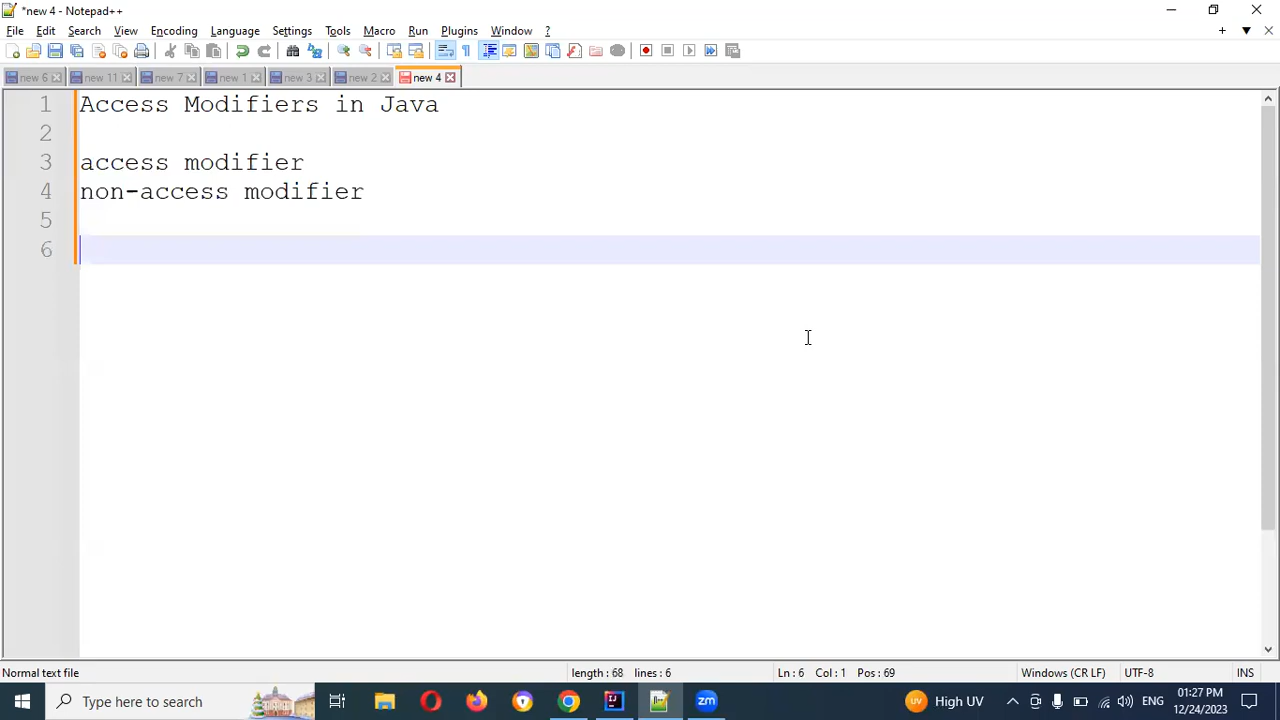 *new 4 - Notepad++
File Edit Search View Encoding Language Settings Tools Macro Run Plugins Window ?
new 6 new 11 new 7 new 1 new 3 new 2 new 4
1 Access Modifiers in Java
2
3 access modifier
4 non-access modifier
5
6
Normal text file length : 68 lines : 6 Ln : 6 Col : 1 Pos : 69 Windows (CR LF) UTF-8 INS
Type here to search zm UV High UV ENG 01:27 PM
12/24/2023